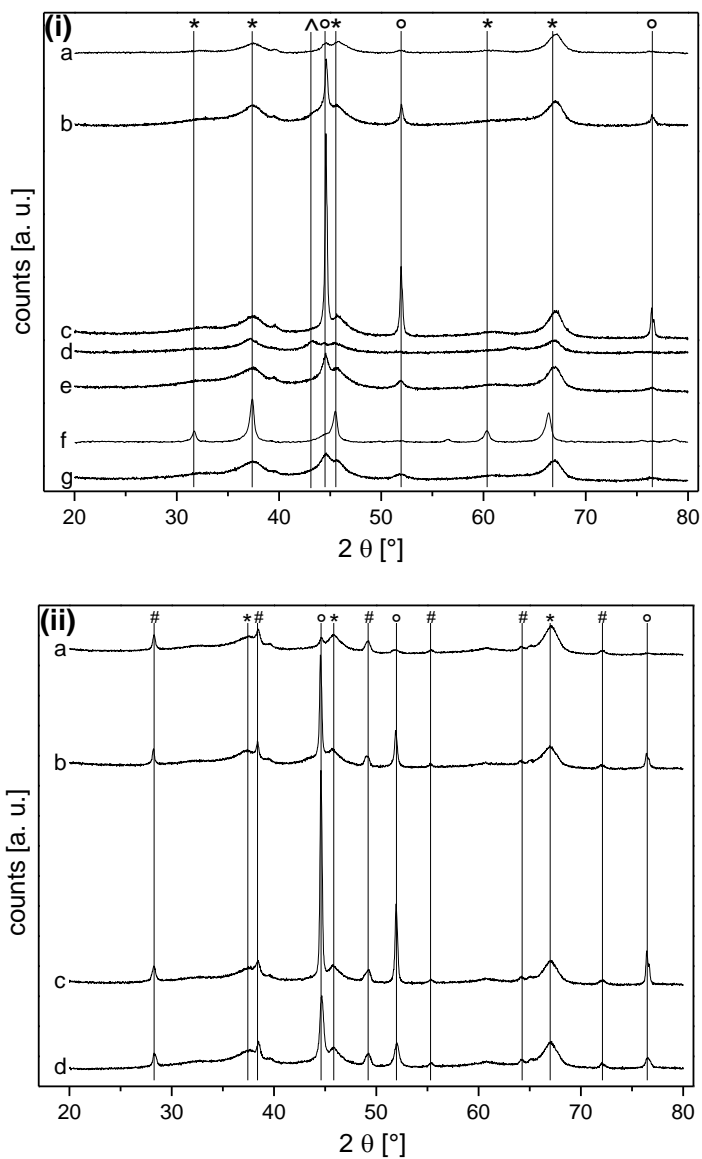 (i)
* * ^ ° * ° * * °
a
b
c
d
e
f
g
counts [a. u.]
20 30 40 50 60 70 80
2 θ [°]
(ii)
# * # ° * # ° # # * # °
a
b
c
d
counts [a. u.]
20 30 40 50 60 70 80
2 θ [°]